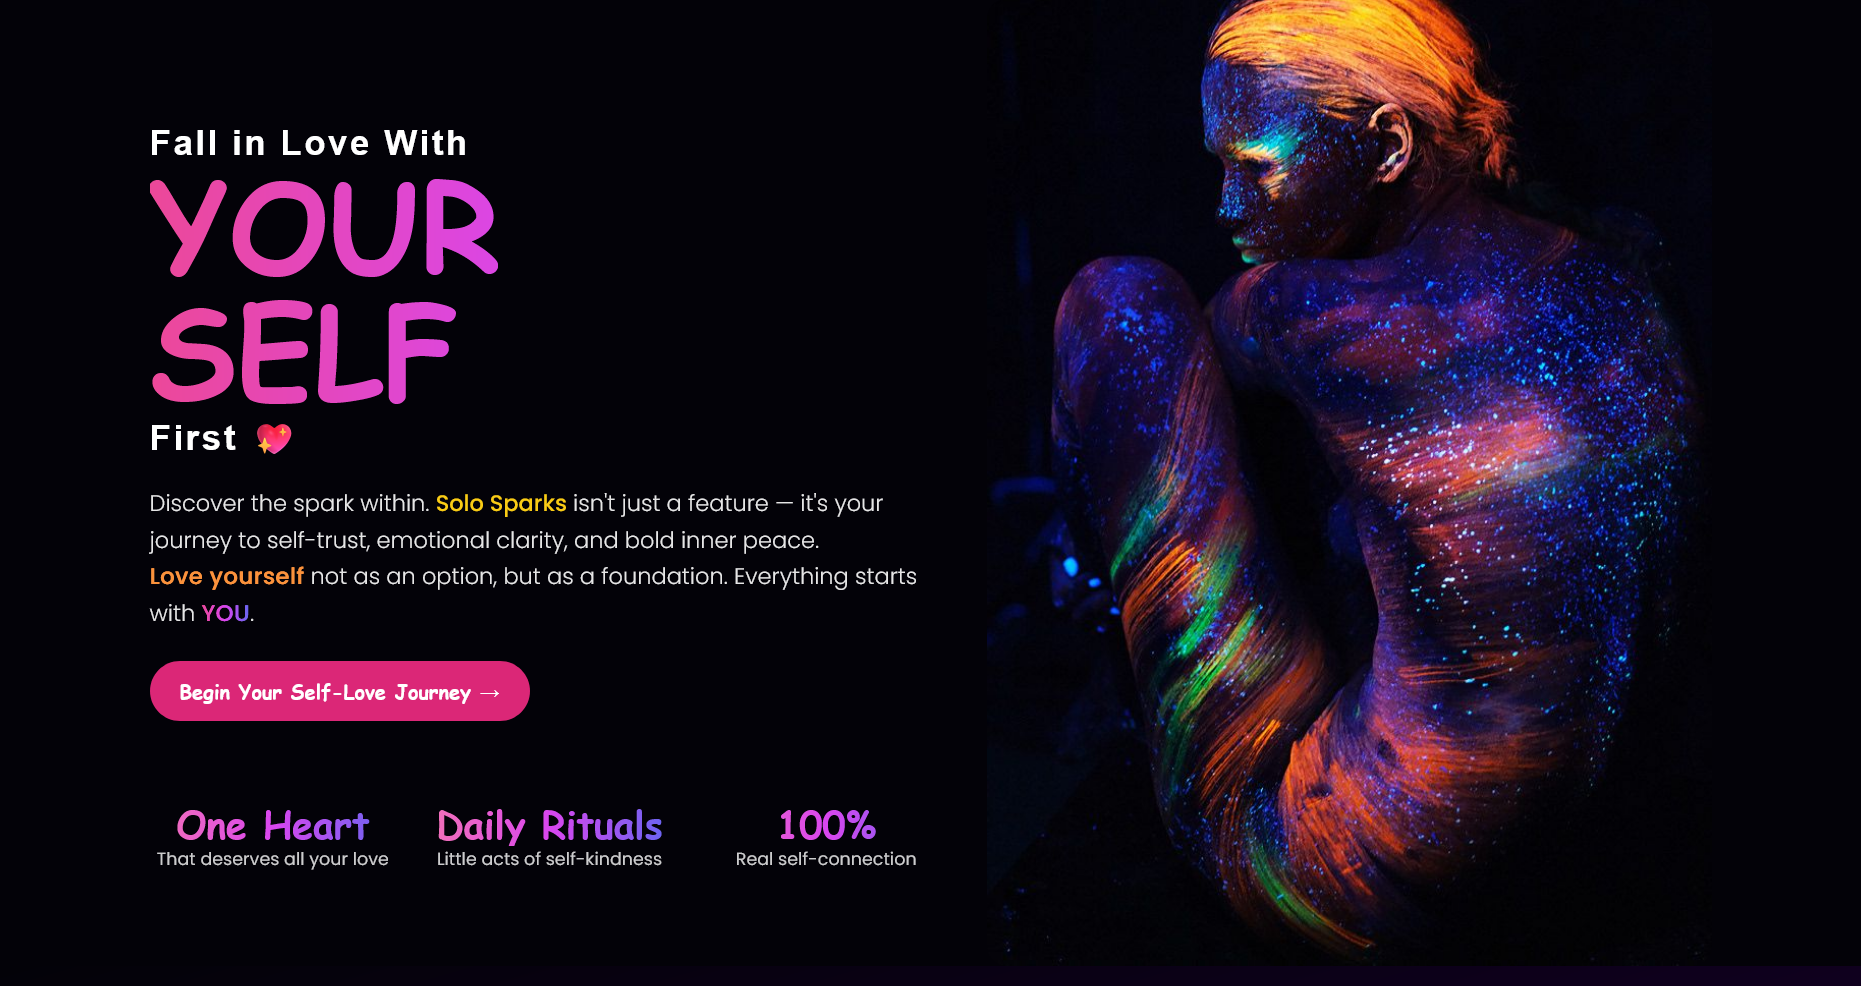 Fall in Love With
YOUR
SELF
First 💖
Discover the spark within. Solo Sparks isn't just a feature — it's your
journey to self-trust, emotional clarity, and bold inner peace.
Love yourself not as an option, but as a foundation. Everything starts
with YOU.
Begin Your Self-Love Journey →
One Heart
That deserves all your love
Daily Rituals
Little acts of self-kindness
100%
Real self-connection